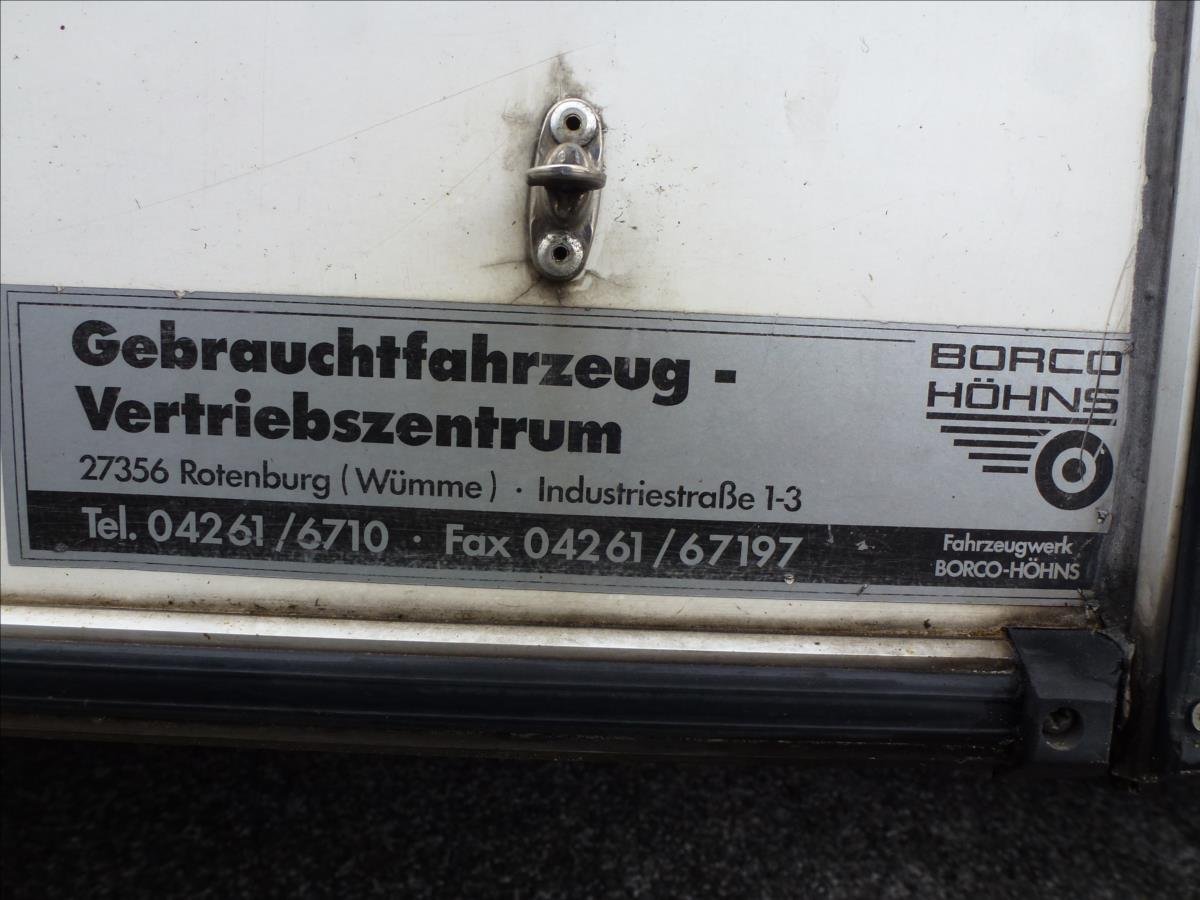 Gebrauchtfahrzeug -
Vertriebszentrum
27356 Rotenburg (Wümme) · Industriestraße 1-3
Tel. 04261/6710 · Fax 04261/67197
BORCO
HÖHNS
Fahrzeugwerk
BORCO-HÖHNS